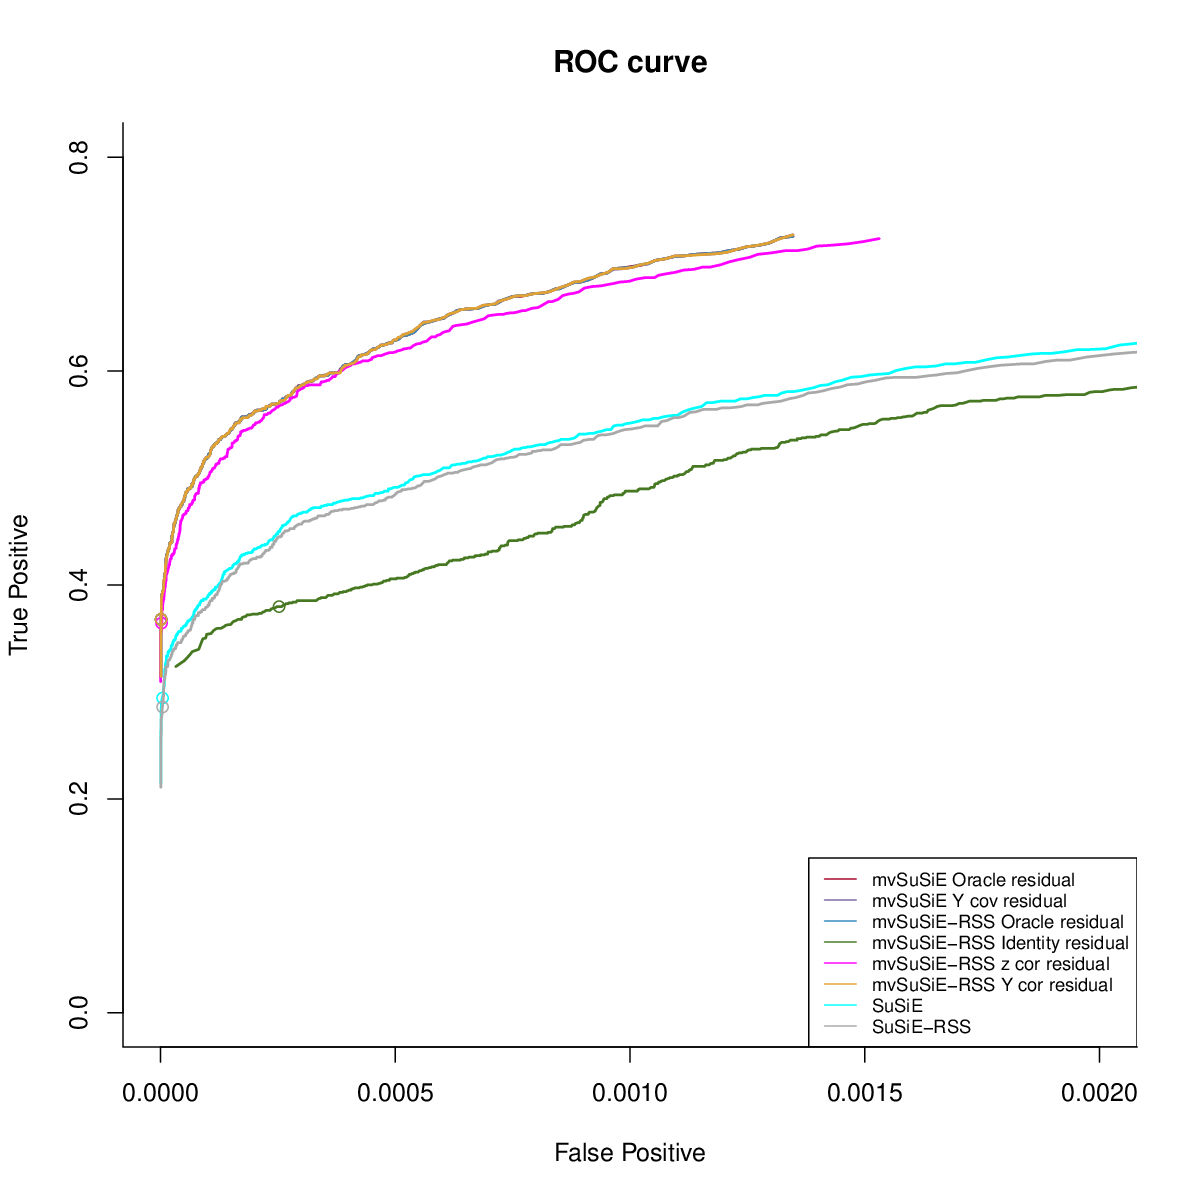 ROC curve
True Positive
0.8
0.6
0.4
0.2
0.0
mvSuSiE Oracle residual
mvSuSiE Y cov residual
mvSuSiE−RSS Oracle residual
mvSuSiE−RSS Identity residual
mvSuSiE−RSS z cor residual
mvSuSiE−RSS Y cor residual
SuSiE
SuSiE−RSS
0.0000 0.0005 0.0010 0.0015 0.0020
False Positive